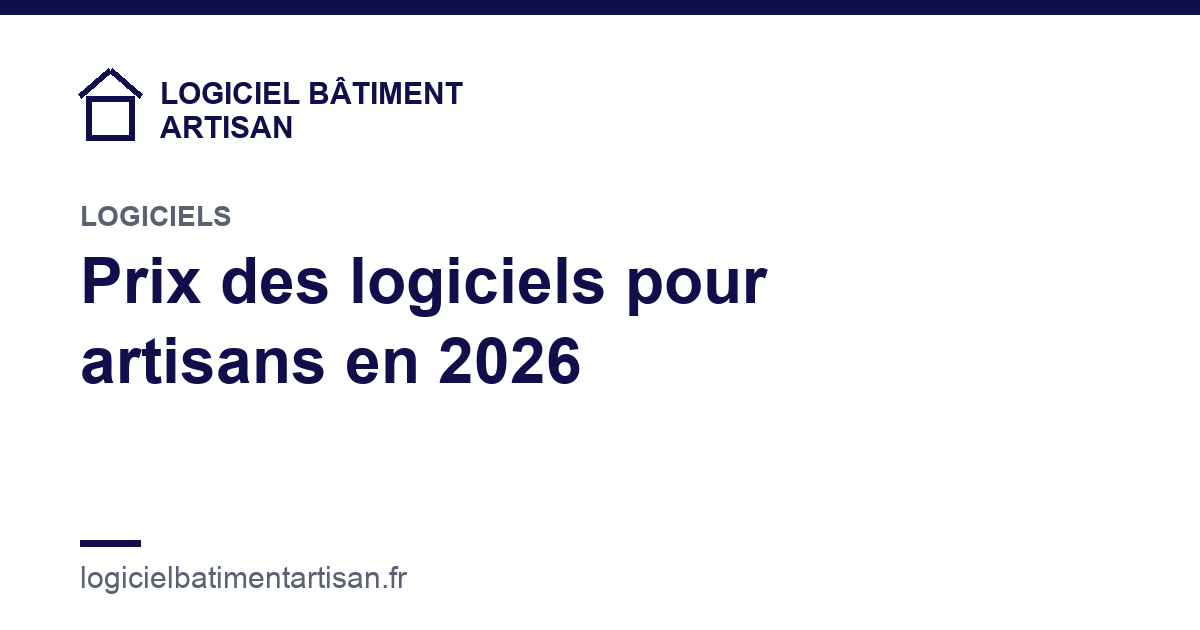 LOGICIEL BÂTIMENT
ARTISAN
LOGICIELS
Prix des logiciels pour
artisans en 2026
logicielbatimentartisan.fr